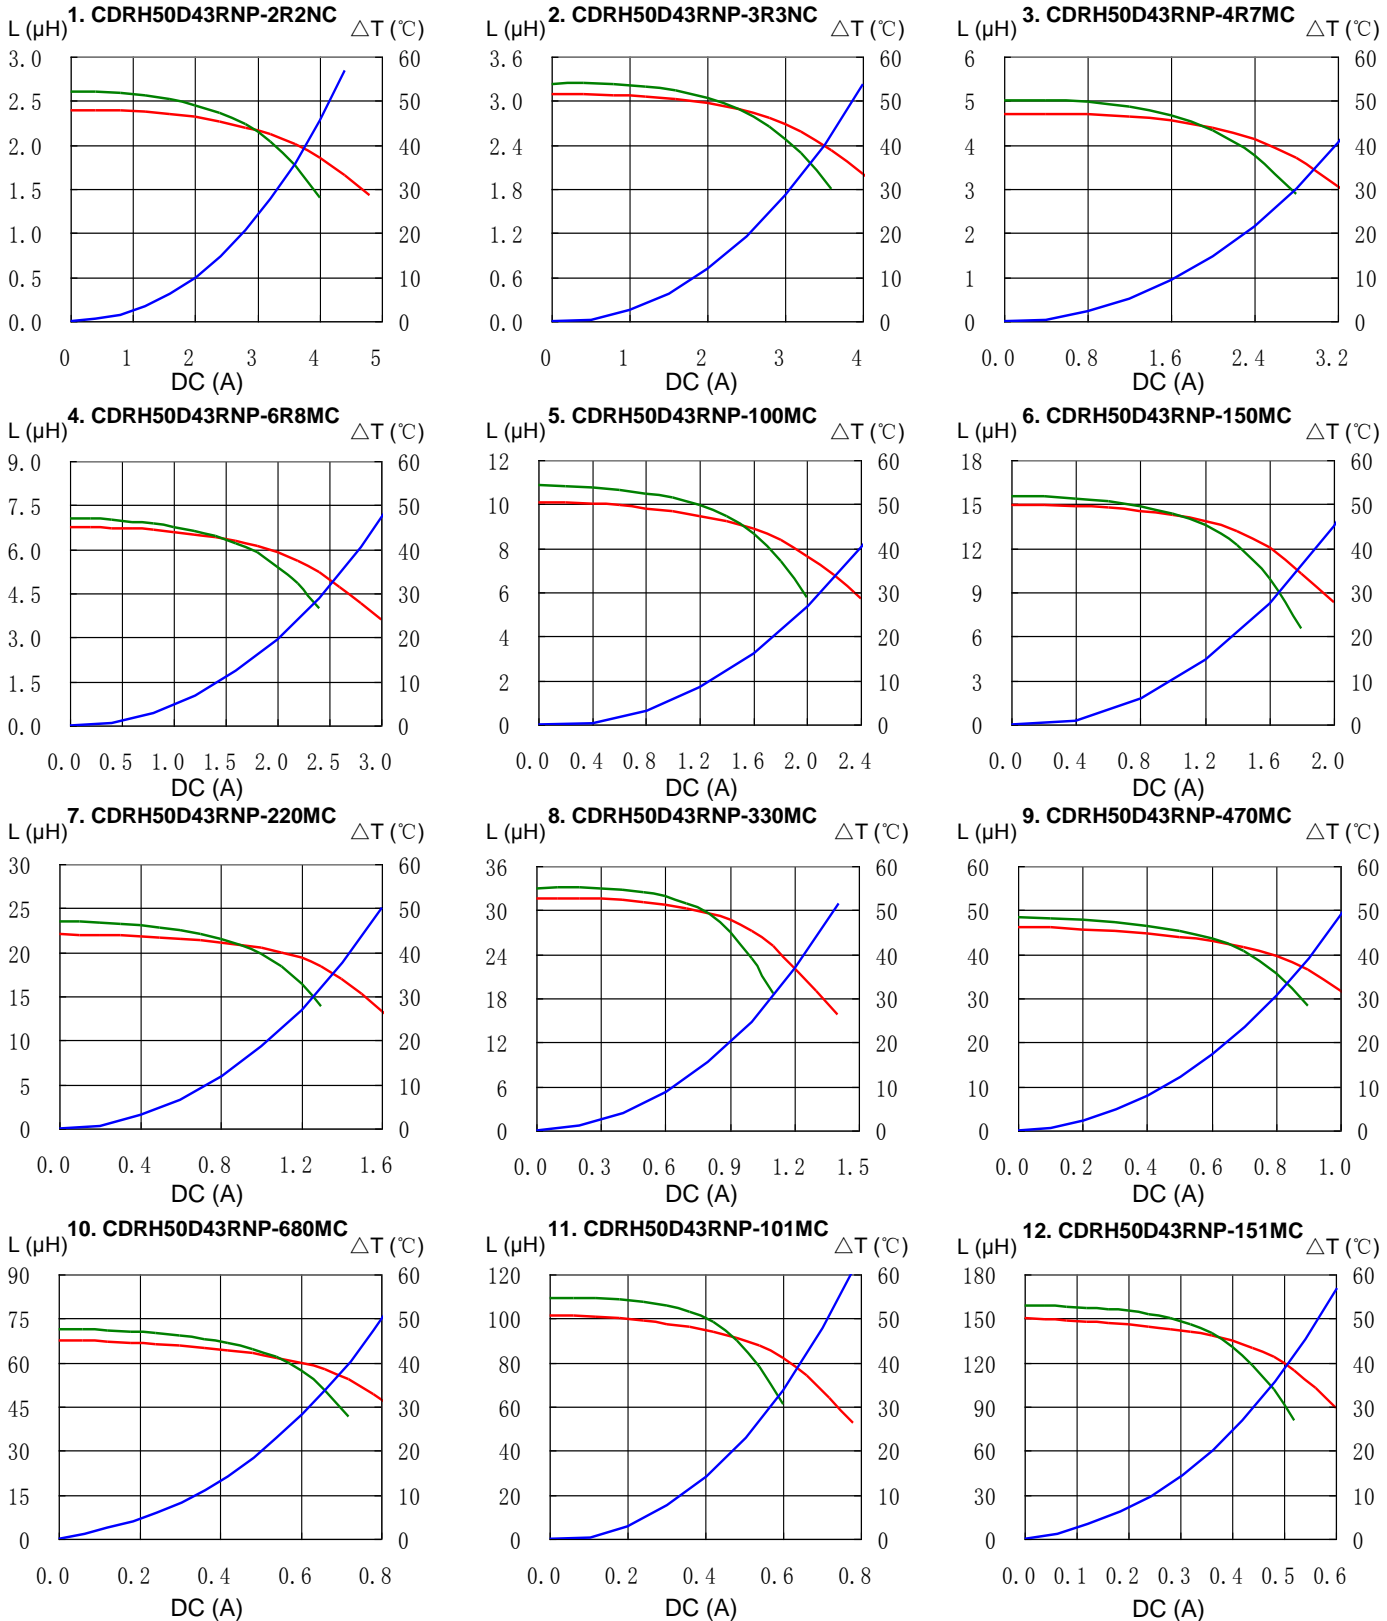 1. CDRH50D43RNP-2R2NC
L (µH)
△T (℃)
3.0
2.5
2.0
1.5
1.0
0.5
0.0
60
50
40
30
20
10
0
0 1 2 3 4 5
DC (A)
2. CDRH50D43RNP-3R3NC
L (µH)
△T (℃)
3.6
3.0
2.4
1.8
1.2
0.6
0.0
60
50
40
30
20
10
0
0 1 2 3 4
DC (A)
3. CDRH50D43RNP-4R7MC
L (µH)
△T (℃)
6
5
4
3
2
1
0
60
50
40
30
20
10
0
0.0 0.8 1.6 2.4 3.2
DC (A)
4. CDRH50D43RNP-6R8MC
L (µH)
△T (℃)
9.0
7.5
6.0
4.5
3.0
1.5
0.0
60
50
40
30
20
10
0
0.0 0.5 1.0 1.5 2.0 2.5 3.0
DC (A)
5. CDRH50D43RNP-100MC
L (µH)
△T (℃)
12
10
8
6
4
2
0
60
50
40
30
20
10
0
0.0 0.4 0.8 1.2 1.6 2.0 2.4
DC (A)
6. CDRH50D43RNP-150MC
L (µH)
△T (℃)
18
15
12
9
6
3
0
60
50
40
30
20
10
0
0.0 0.4 0.8 1.2 1.6 2.0
DC (A)
7. CDRH50D43RNP-220MC
L (µH)
△T (℃)
30
25
20
15
10
5
0
60
50
40
30
20
10
0
0.0 0.4 0.8 1.2 1.6
DC (A)
8. CDRH50D43RNP-330MC
L (µH)
△T (℃)
36
30
24
18
12
6
0
60
50
40
30
20
10
0
0.0 0.3 0.6 0.9 1.2 1.5
DC (A)
9. CDRH50D43RNP-470MC
L (µH)
△T (℃)
60
50
40
30
20
10
0
60
50
40
30
20
10
0
0.0 0.2 0.4 0.6 0.8 1.0
DC (A)
10. CDRH50D43RNP-680MC
L (µH)
△T (℃)
90
75
60
45
30
15
0
60
50
40
30
20
10
0
0.0 0.2 0.4 0.6 0.8
DC (A)
11. CDRH50D43RNP-101MC
L (µH)
△T (℃)
120
100
80
60
40
20
0
60
50
40
30
20
10
0
0.0 0.2 0.4 0.6 0.8
DC (A)
12. CDRH50D43RNP-151MC
L (µH)
△T (℃)
180
150
120
90
60
30
0
60
50
40
30
20
10
0
0.0 0.1 0.2 0.3 0.4 0.5 0.6
DC (A)